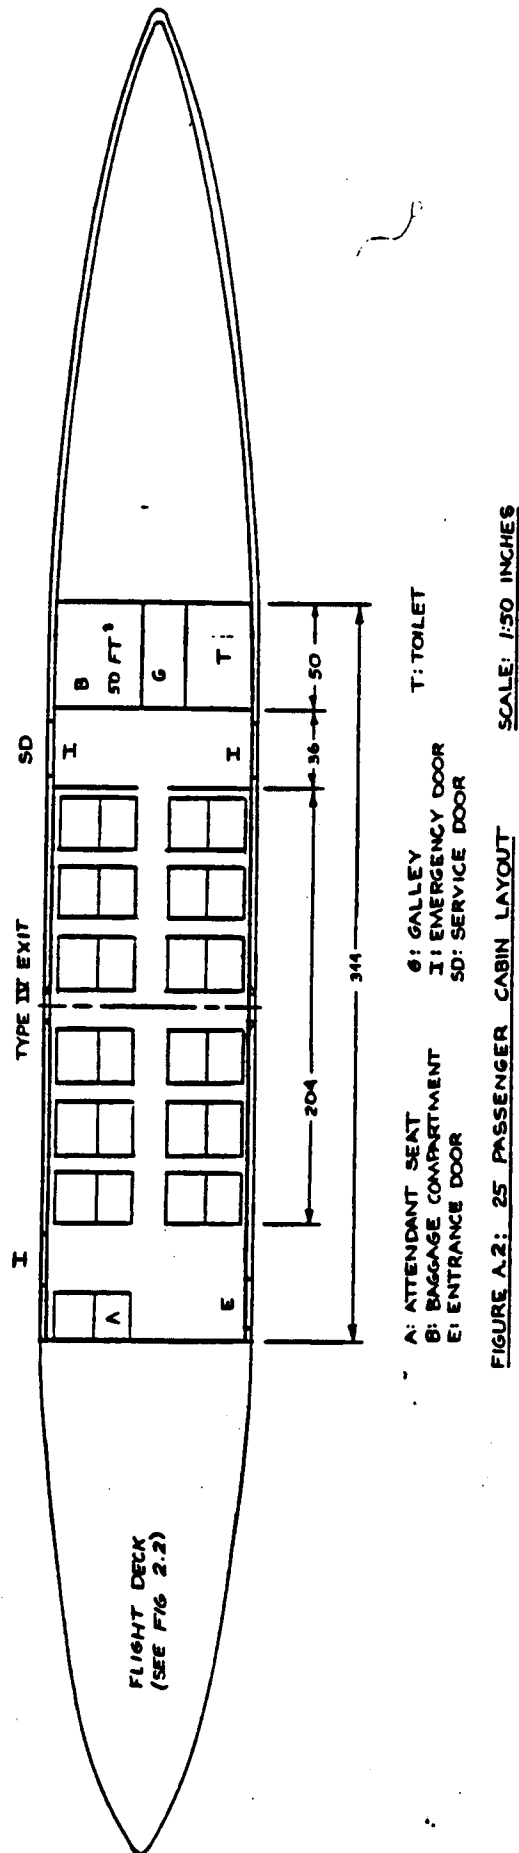 I
TYPE IV EXIT
SD
FLIGHT DECK
(SEE FIG 2.2)
A
E
I
I
B
50 FT³
G
T
204
36
50
344
A: ATTENDANT SEAT
B: BAGGAGE COMPARTMENT
E: ENTRANCE DOOR
G: GALLEY
I: EMERGENCY DOOR
SD: SERVICE DOOR
T: TOILET
FIGURE A.2: 25 PASSENGER CABIN LAYOUT
SCALE: 1:50 INCHES